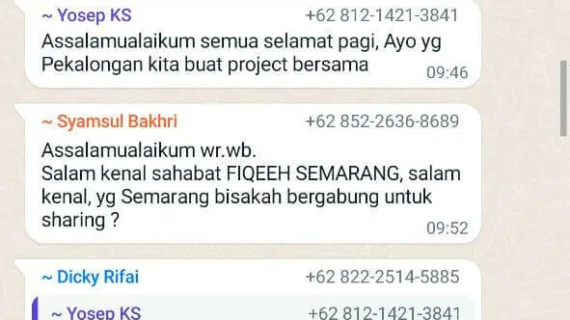 ~ Yosep KS +62 812-1421-3841
Assalamualaikum semua selamat pagi, Ayo yg
Pekalongan kita buat project bersama
09:46
~ Syamsul Bakhri +62 852-2636-8689
Assalamualaikum wr.wb.
Salam kenal sahabat FIQEEH SEMARANG, salam
kenal, yg Semarang bisakah bergabung untuk
sharing ?
09:52
~ Dicky Rifai +62 822-2514-5885
~ Yosep KS +62 812-1421-3841